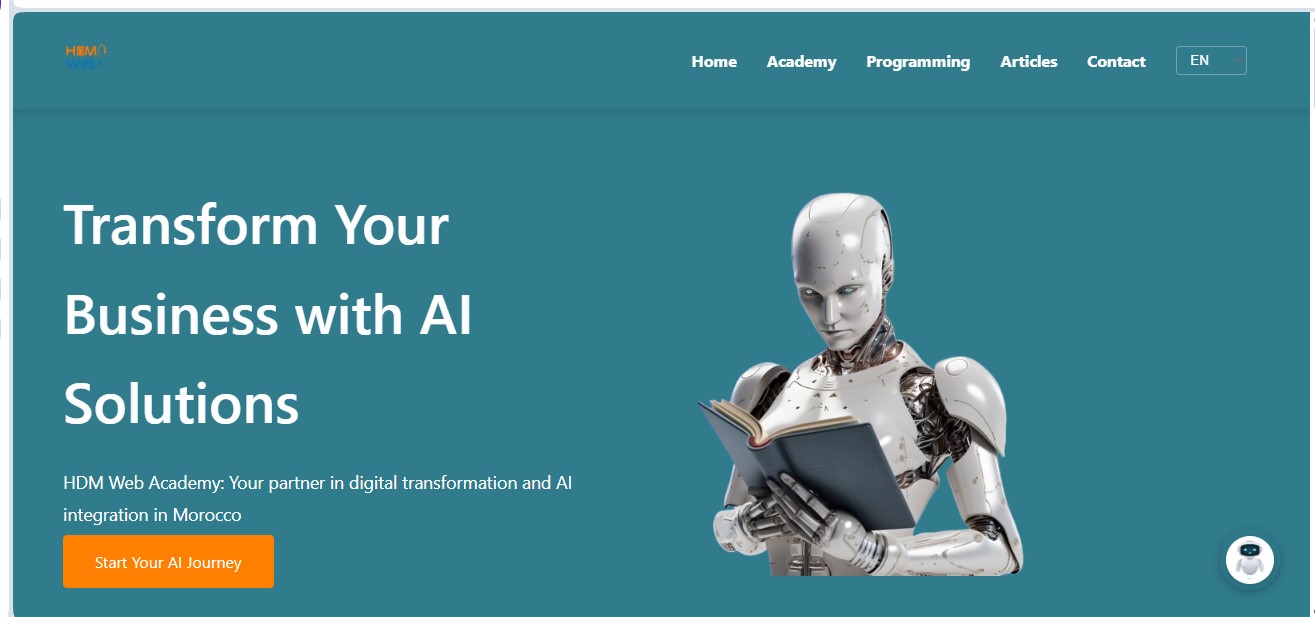 HDM
Web
Home Academy Programming Articles Contact EN
Transform Your
Business with AI
Solutions
HDM Web Academy: Your partner in digital transformation and AI
integration in Morocco
Start Your AI Journey